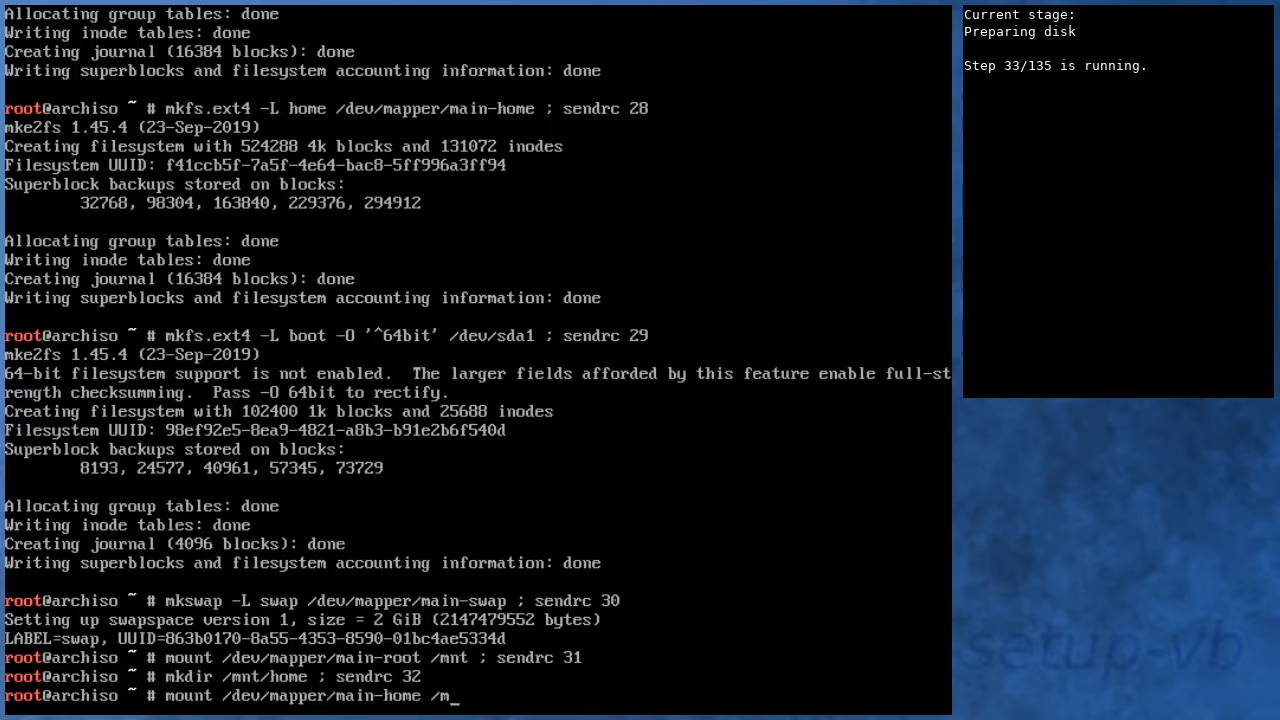 Allocating group tables: done
Writing inode tables: done
Creating journal (16384 blocks): done
Writing superblocks and filesystem accounting information: done
root@archiso ~ # mkfs.ext4 -L home /dev/mapper/main-home ; sendrc 28
mke2fs 1.45.4 (23-Sep-2019)
Creating filesystem with 524288 4k blocks and 131072 inodes
Filesystem UUID: f41ccb5f-7a5f-4e64-bac8-5ff996a3ff94
Superblock backups stored on blocks:
32768, 98304, 163840, 229376, 294912
Allocating group tables: done
Writing inode tables: done
Creating journal (16384 blocks): done
Writing superblocks and filesystem accounting information: done
root@archiso ~ # mkfs.ext4 -L boot -O '^64bit' /dev/sda1 ; sendrc 29
mke2fs 1.45.4 (23-Sep-2019)
64-bit filesystem support is not enabled.  The larger fields afforded by this feature enable full-st
rength checksumming.  Pass -O 64bit to rectify.
Creating filesystem with 102400 1k blocks and 25688 inodes
Filesystem UUID: 98ef92e5-8ea9-4821-a8b3-b91e2b6f540d
Superblock backups stored on blocks:
8193, 24577, 40961, 57345, 73729
Allocating group tables: done
Writing inode tables: done
Creating journal (4096 blocks): done
Writing superblocks and filesystem accounting information: done
root@archiso ~ # mkswap -L swap /dev/mapper/main-swap ; sendrc 30
Setting up swapspace version 1, size = 2 GiB (2147479552 bytes)
LABEL=swap, UUID=863b0170-8a55-4353-8590-01bc4ae5334d
root@archiso ~ # mount /dev/mapper/main-root /mnt ; sendrc 31
root@archiso ~ # mkdir /mnt/home ; sendrc 32
root@archiso ~ # mount /dev/mapper/main-home /m_
Current stage:
Preparing disk
Step 33/135 is running.
setup-vb